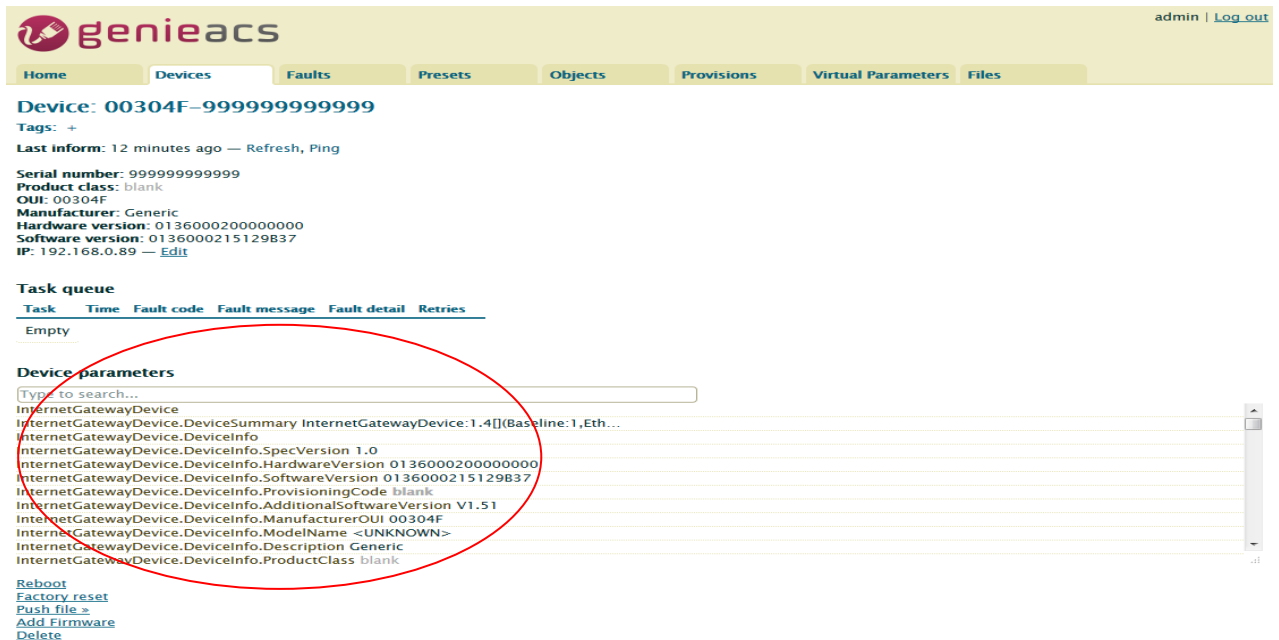 genieacs
admin | Log out
Home Devices Faults Presets Objects Provisions Virtual Parameters Files
Device: 00304F-999999999999
Tags: +
Last inform: 12 minutes ago — Refresh, Ping
Serial number: 999999999999
Product class: blank
OUI: 00304F
Manufacturer: Generic
Hardware version: 0136000200000000
Software version: 0136000215129B37
IP: 192.168.0.89 — Edit
Task queue
Task Time Fault code Fault message Fault detail Retries
Empty
Device parameters
Type to search...
InternetGatewayDevice
InternetGatewayDevice.DeviceSummary InternetGatewayDevice:1.4[](Baseline:1,Eth...
InternetGatewayDevice.DeviceInfo
InternetGatewayDevice.DeviceInfo.SpecVersion 1.0
InternetGatewayDevice.DeviceInfo.HardwareVersion 0136000200000000
InternetGatewayDevice.DeviceInfo.SoftwareVersion 0136000215129B37
InternetGatewayDevice.DeviceInfo.ProvisioningCode blank
InternetGatewayDevice.DeviceInfo.AdditionalSoftwareVersion V1.51
InternetGatewayDevice.DeviceInfo.ManufacturerOUI 00304F
InternetGatewayDevice.DeviceInfo.ModelName <UNKNOWN>
InternetGatewayDevice.DeviceInfo.Description Generic
InternetGatewayDevice.DeviceInfo.ProductClass blank
Reboot
Factory reset
Push file »
Add Firmware
Delete